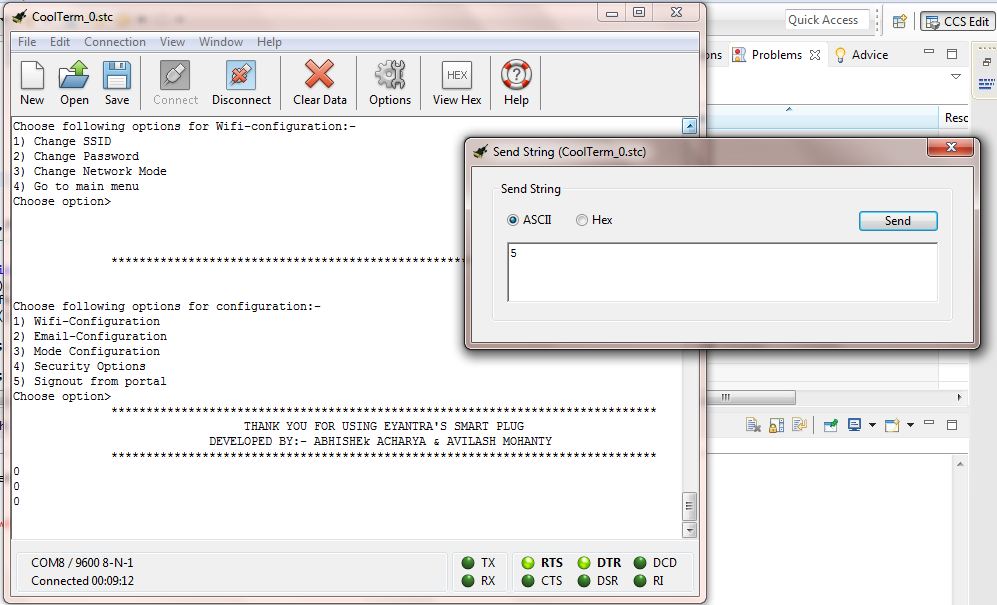 CoolTerm_0.stc
File Edit Connection View Window Help
New Open Save Connect Disconnect Clear Data Options HEX View Hex Help
Choose following options for Wifi-configuration:-
1) Change SSID
2) Change Password
3) Change Network Mode
4) Go to main menu
Choose option>
**************************************************
Choose following options for configuration:-
1) Wifi-Configuration
2) Email-Configuration
3) Mode Configuration
4) Security Options
5) Signout from portal
Choose option>
******************************************************************************
THANK YOU FOR USING EYANTRA'S SMART PLUG
DEVELOPED BY:- ABHISHEk ACHARYA & AVILASH MOHANTY
******************************************************************************
0
0
0
COM8 / 9600 8-N-1
Connected 00:09:12
TX RTS DTR DCD
RX CTS DSR RI
Send String (CoolTerm_0.stc)
Send String
ASCII Hex Send
5
Quick Access CCS Edit
ons Problems Advice
Resc